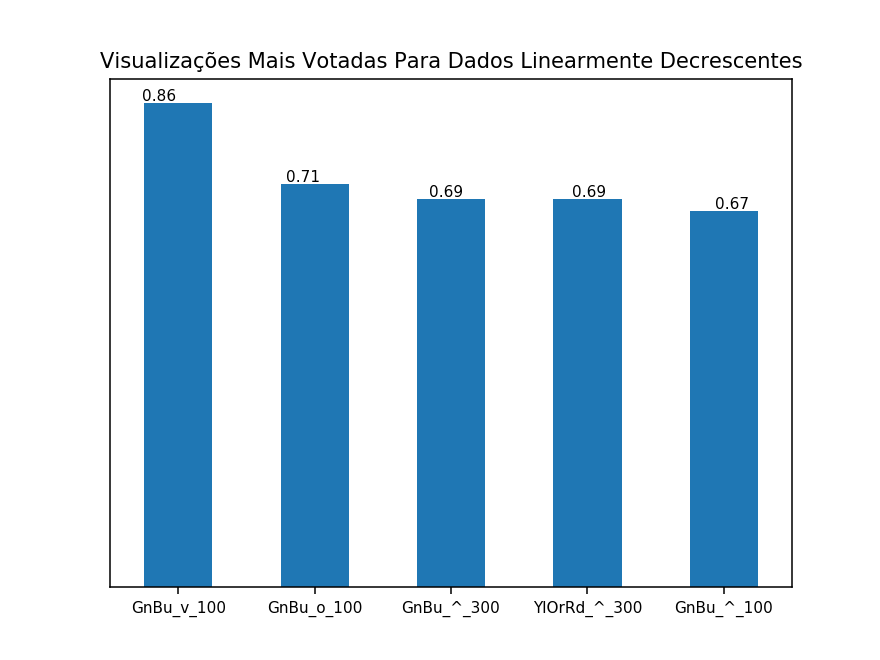 Visualizações Mais Votadas Para Dados Linearmente Decrescentes
0.86
0.71
0.69
0.69
0.67
GnBu_v_100
GnBu_o_100
GnBu_^_300
YlOrRd_^_300
GnBu_^_100